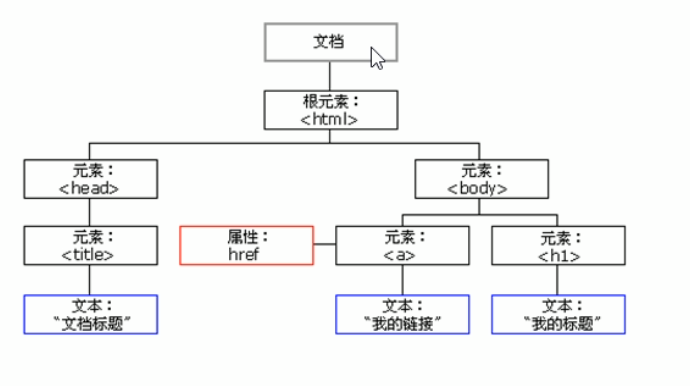 文档
根元素：
<html>
元素：
<head>
元素：
<body>
元素：
<title>
属性：
href
元素：
<a>
元素：
<h1>
文本：
"文档标题"
文本：
"我的链接"
文本：
"我的标题"